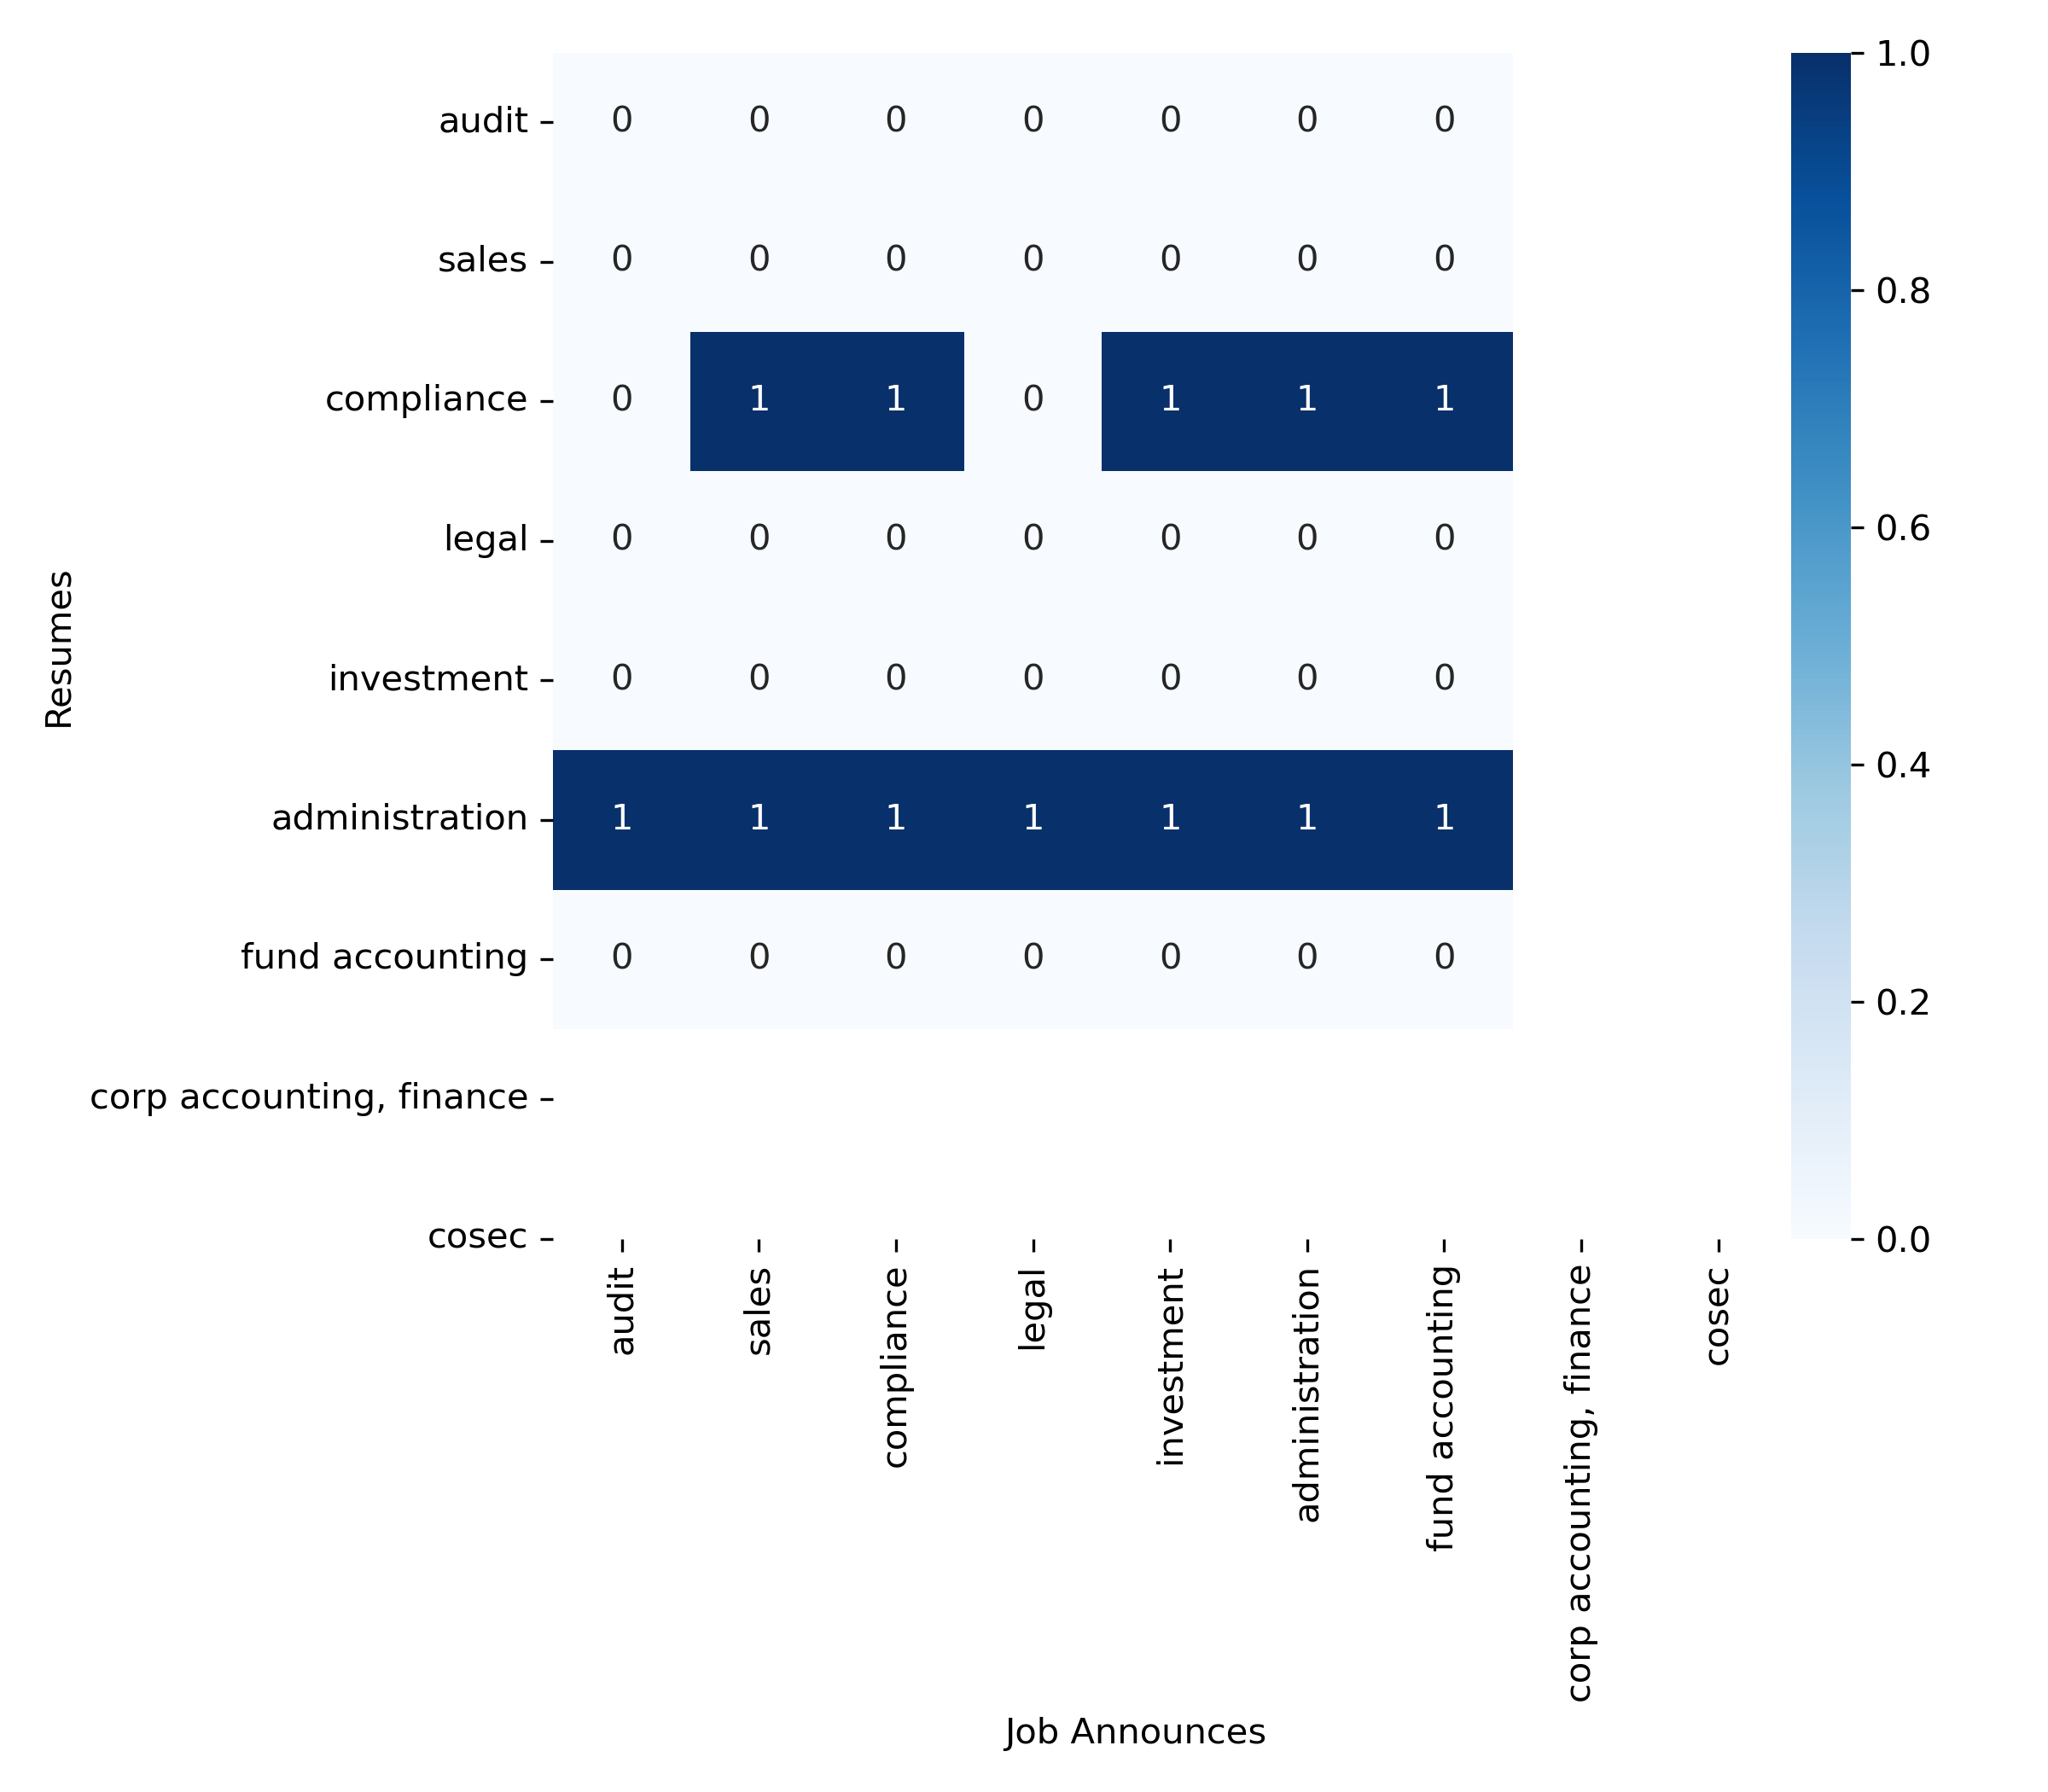 audit 0 0 0 0 0 0 0
sales 0 0 0 0 0 0 0
compliance 0 1 1 0 1 1 1
legal 0 0 0 0 0 0 0
investment 0 0 0 0 0 0 0
administration 1 1 1 1 1 1 1
fund accounting 0 0 0 0 0 0 0
corp accounting, finance
cosec
Resumes
audit
sales
compliance
legal
investment
administration
fund accounting
corp accounting, finance
cosec
Job Announces
1.0
0.8
0.6
0.4
0.2
0.0